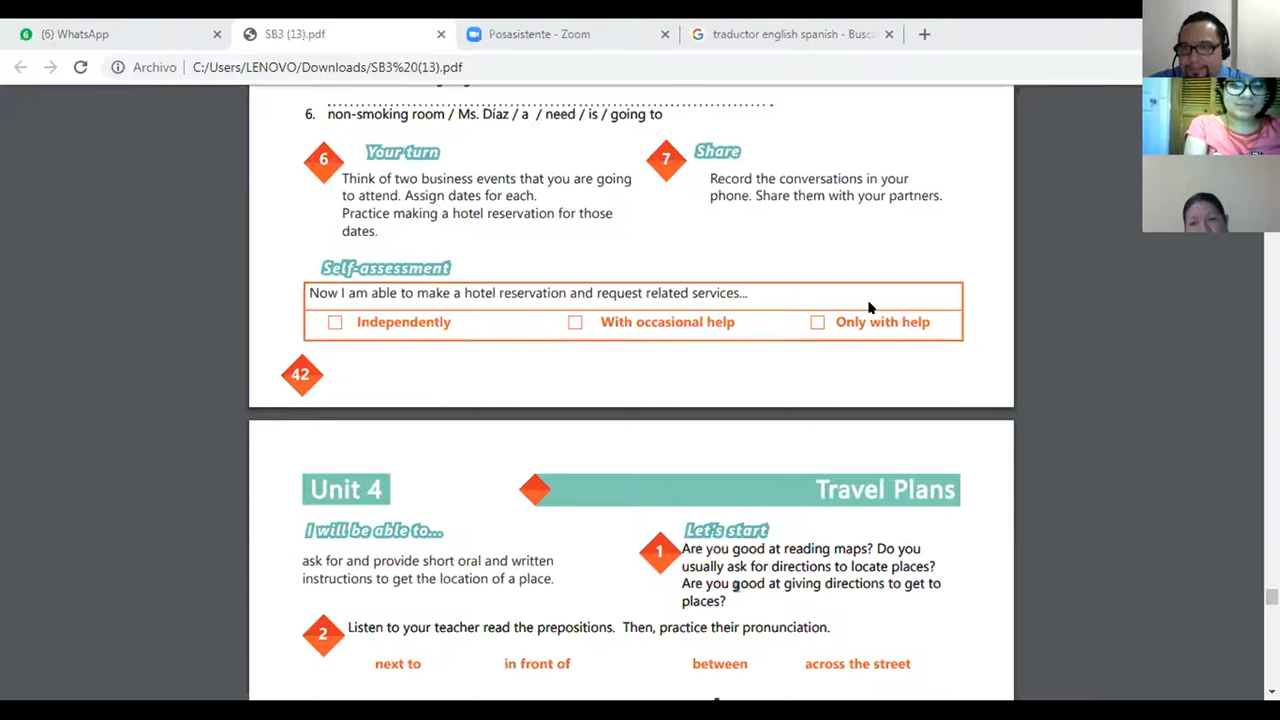 (6) WhatsApp
SB3 (13).pdf
Posasistente - Zoom
traductor english spanish - Busc
Archivo
C:/Users/LENOVO/Downloads/SB3%20(13).pdf
6. non-smoking room / Ms. Díaz / a / need / is / going to
6
Your turn
Think of two business events that you are going
to attend. Assign dates for each.
Practice making a hotel reservation for those
dates.
7
Share
Record the conversations in your
phone. Share them with your partners.
Self-assessment
Now I am able to make a hotel reservation and request related services...
Independently
With occasional help
Only with help
42
Unit 4
Travel Plans
I will be able to...
ask for and provide short oral and written
instructions to get the location of a place.
1
Let's start
Are you good at reading maps? Do you
usually ask for directions to locate places?
Are you good at giving directions to get to
places?
2
Listen to your teacher read the prepositions. Then, practice their pronunciation.
next to
in front of
between
across the street